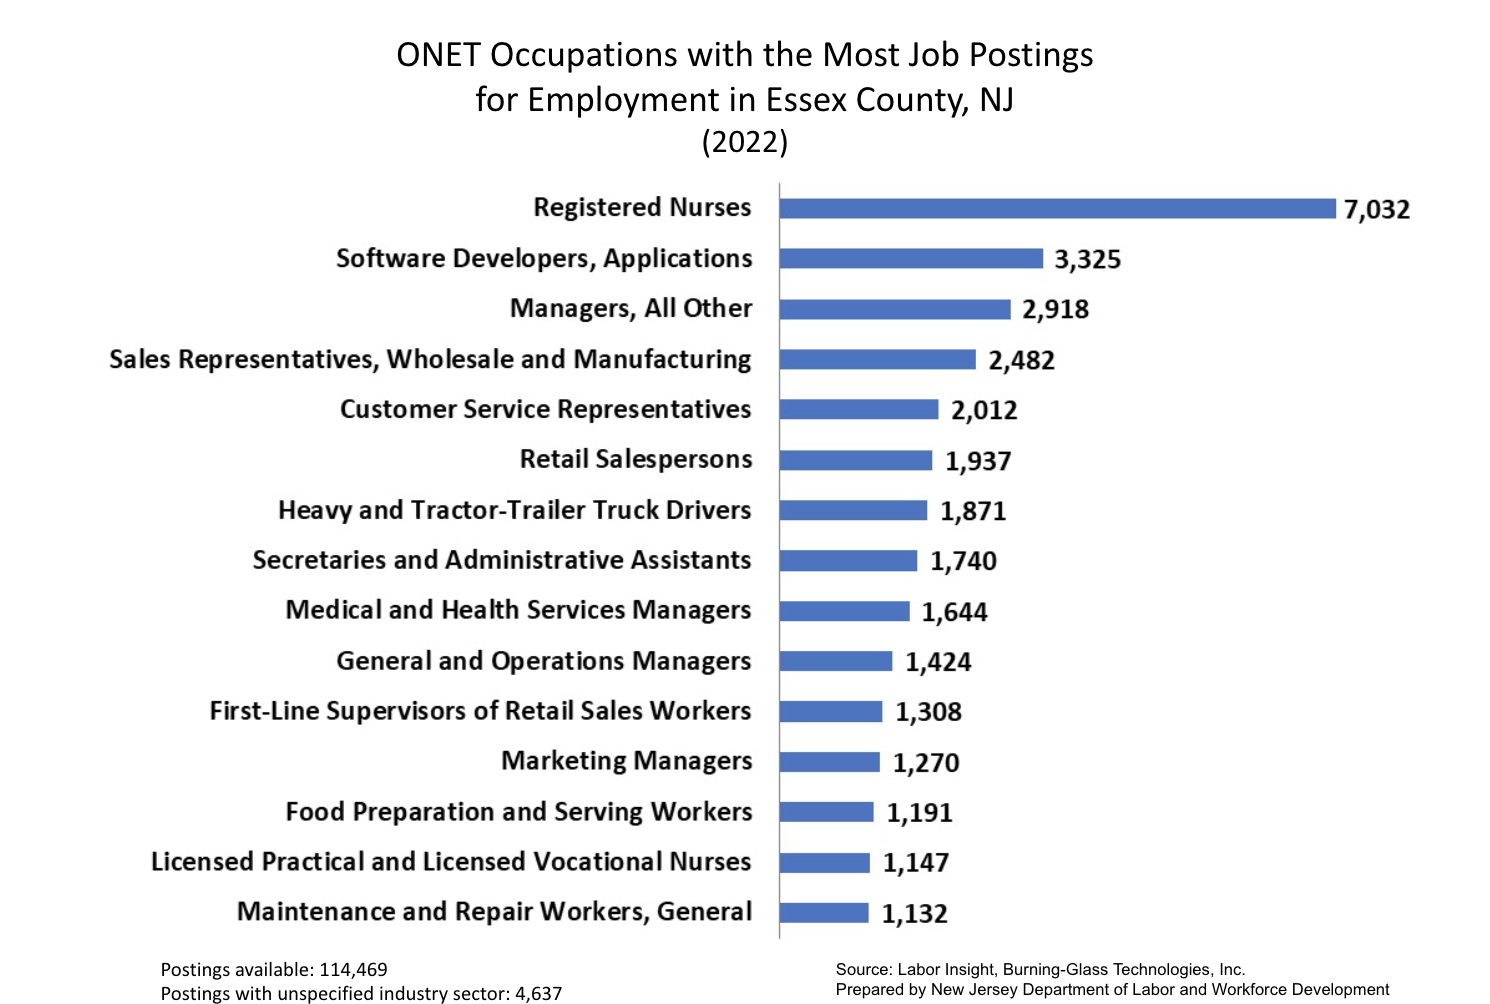 ONET Occupations with the Most Job Postings
for Employment in Essex County, NJ
(2022)
Registered Nurses 7,032
Software Developers, Applications 3,325
Managers, All Other 2,918
Sales Representatives, Wholesale and Manufacturing 2,482
Customer Service Representatives 2,012
Retail Salespersons 1,937
Heavy and Tractor-Trailer Truck Drivers 1,871
Secretaries and Administrative Assistants 1,740
Medical and Health Services Managers 1,644
General and Operations Managers 1,424
First-Line Supervisors of Retail Sales Workers 1,308
Marketing Managers 1,270
Food Preparation and Serving Workers 1,191
Licensed Practical and Licensed Vocational Nurses 1,147
Maintenance and Repair Workers, General 1,132
Postings available: 114,469
Postings with unspecified industry sector: 4,637
Source: Labor Insight, Burning-Glass Technologies, Inc.
Prepared by New Jersey Department of Labor and Workforce Development